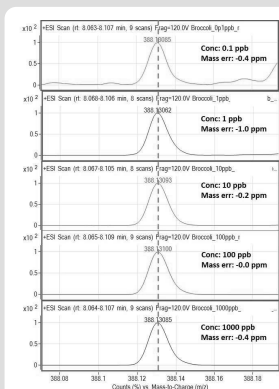 x10 2 +ESI Scan (rt: 8.063-8.107 min, 9 scans) Frag=120.0V Broccoli_0p1ppb_r
388.13085
Conc: 0.1 ppb
Mass err: -0.4 ppm
1
0.5
0
x10 2 +ESI Scan (rt: 8.068-8.106 min, 8 scans) Frag=120.0V Broccoli_1ppb_
388.13062
Conc: 1 ppb
Mass err: -1.0 ppm
1
0.5
0
x10 2 +ESI Scan (rt: 8.067-8.105 min, 8 scans) Frag=120.0V Broccoli_10ppb_
388.13093
Conc: 10 ppb
Mass err: -0.2 ppm
1
0.5
0
x10 2 +ESI Scan (rt: 8.065-8.109 min, 9 scans) Frag=120.0V Broccoli_100ppb_r
388.13100
Conc: 100 ppb
Mass err: -0.0 ppm
1
0.5
0
x10 2 +ESI Scan (rt: 8.064-8.107 min, 9 scans) Frag=120.0V Broccoli_1000ppb_
388.13085
Conc: 1000 ppb
Mass err: -0.4 ppm
1
0.5
0
388.08 388.1 388.12 388.14 388.16 388.18
Counts (%) vs. Mass-to-Charge (m/z)